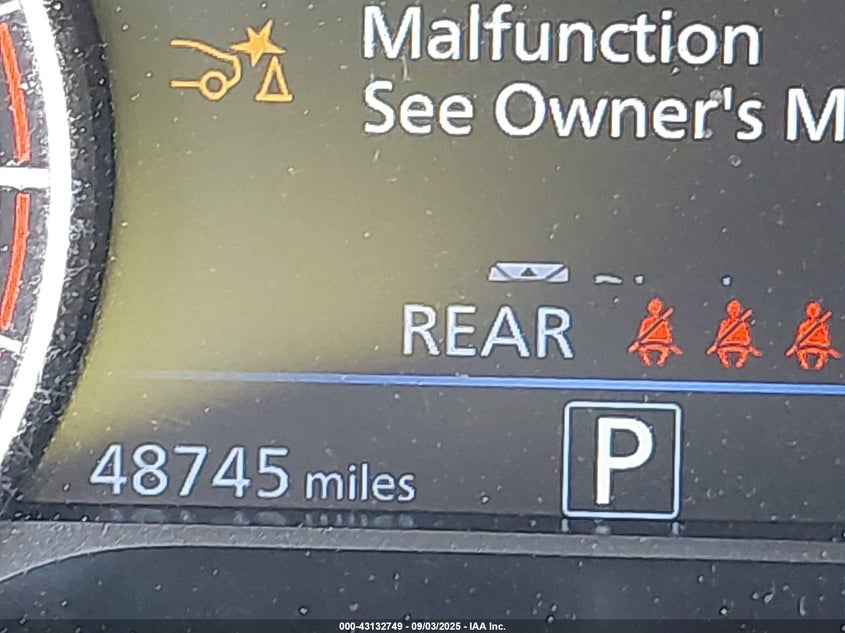 Malfunction
See Owner's M
REAR
48745 miles
P
000-43132749 - 09/03/2025 - IAA Inc.